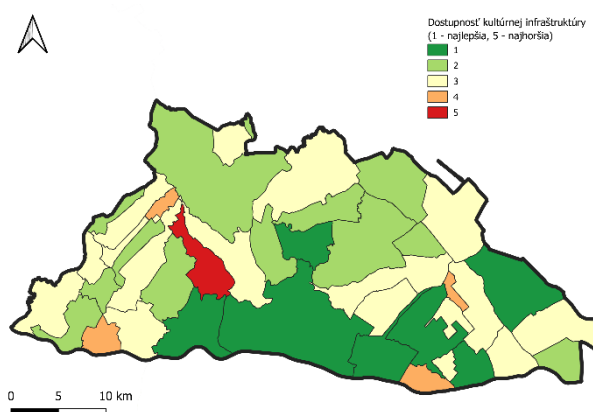 Dostupnosť kultúrnej infraštruktúry
(1 - najlepšia, 5 - najhoršia)
1
2
3
4
5
0 5 10 km